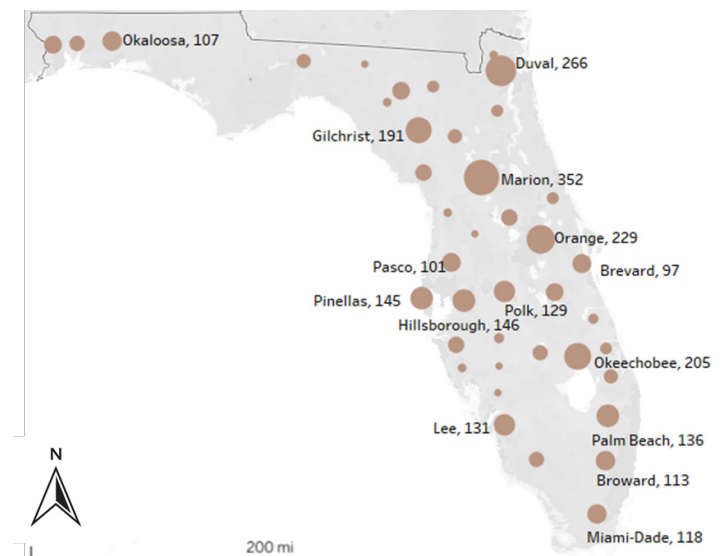 Okaloosa, 107
Duval, 266
Gilchrist, 191
Marion, 352
Orange, 229
Pasco, 101
Brevard, 97
Pinellas, 145
Polk, 129
Hillsborough, 146
Okeechobee, 205
Lee, 131
Palm Beach, 136
N
Broward, 113
Miami-Dade, 118
200 mi